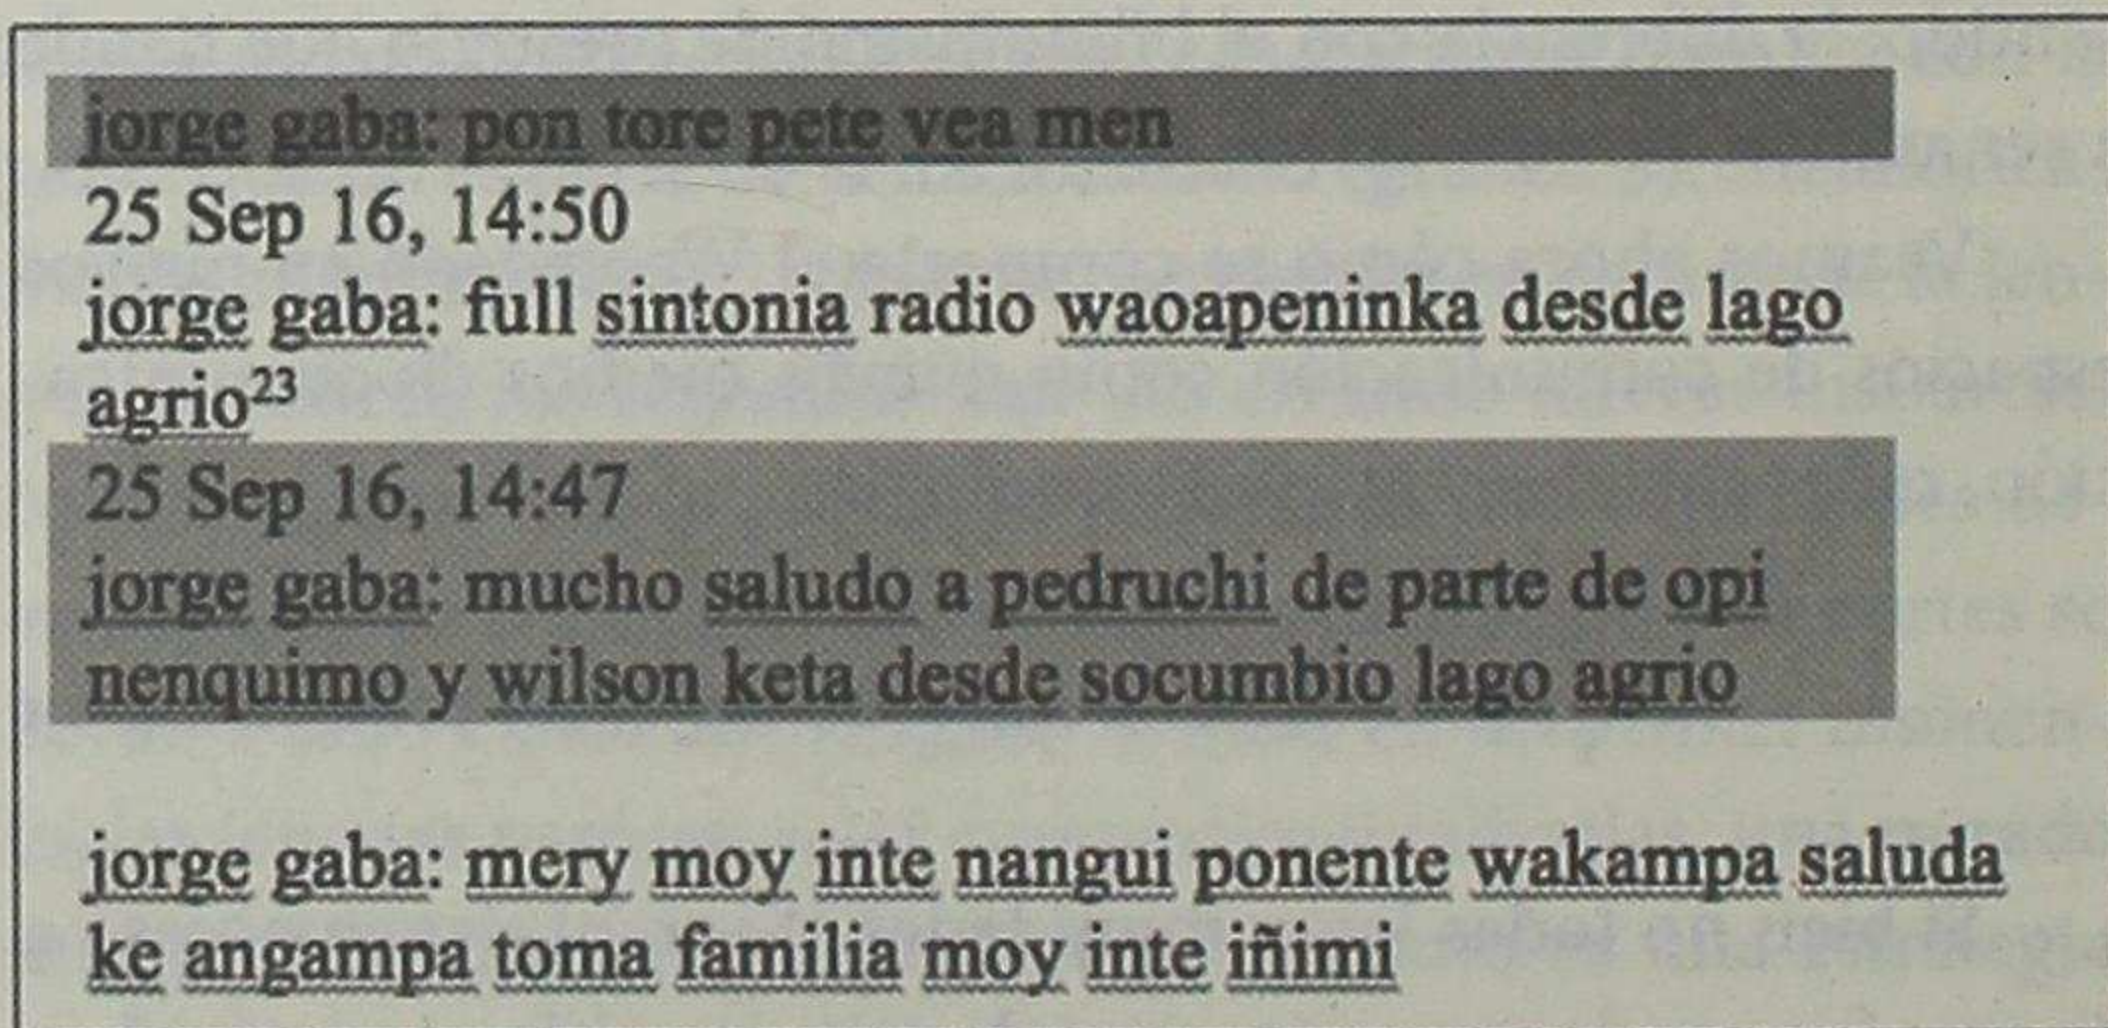 jorge gaba: pon tore pete vea men
25 Sep 16, 14:50
jorge gaba: full sintonia radio waoapeninka desde lago
agrio²³
25 Sep 16, 14:47
jorge gaba: mucho saludo a pedruchi de parte de opi
nenquimo y wilson keta desde socumbio lago agrio
jorge gaba: mery moy inte nangui ponente wakampa saluda
ke angampa toma familia moy inte iñimi